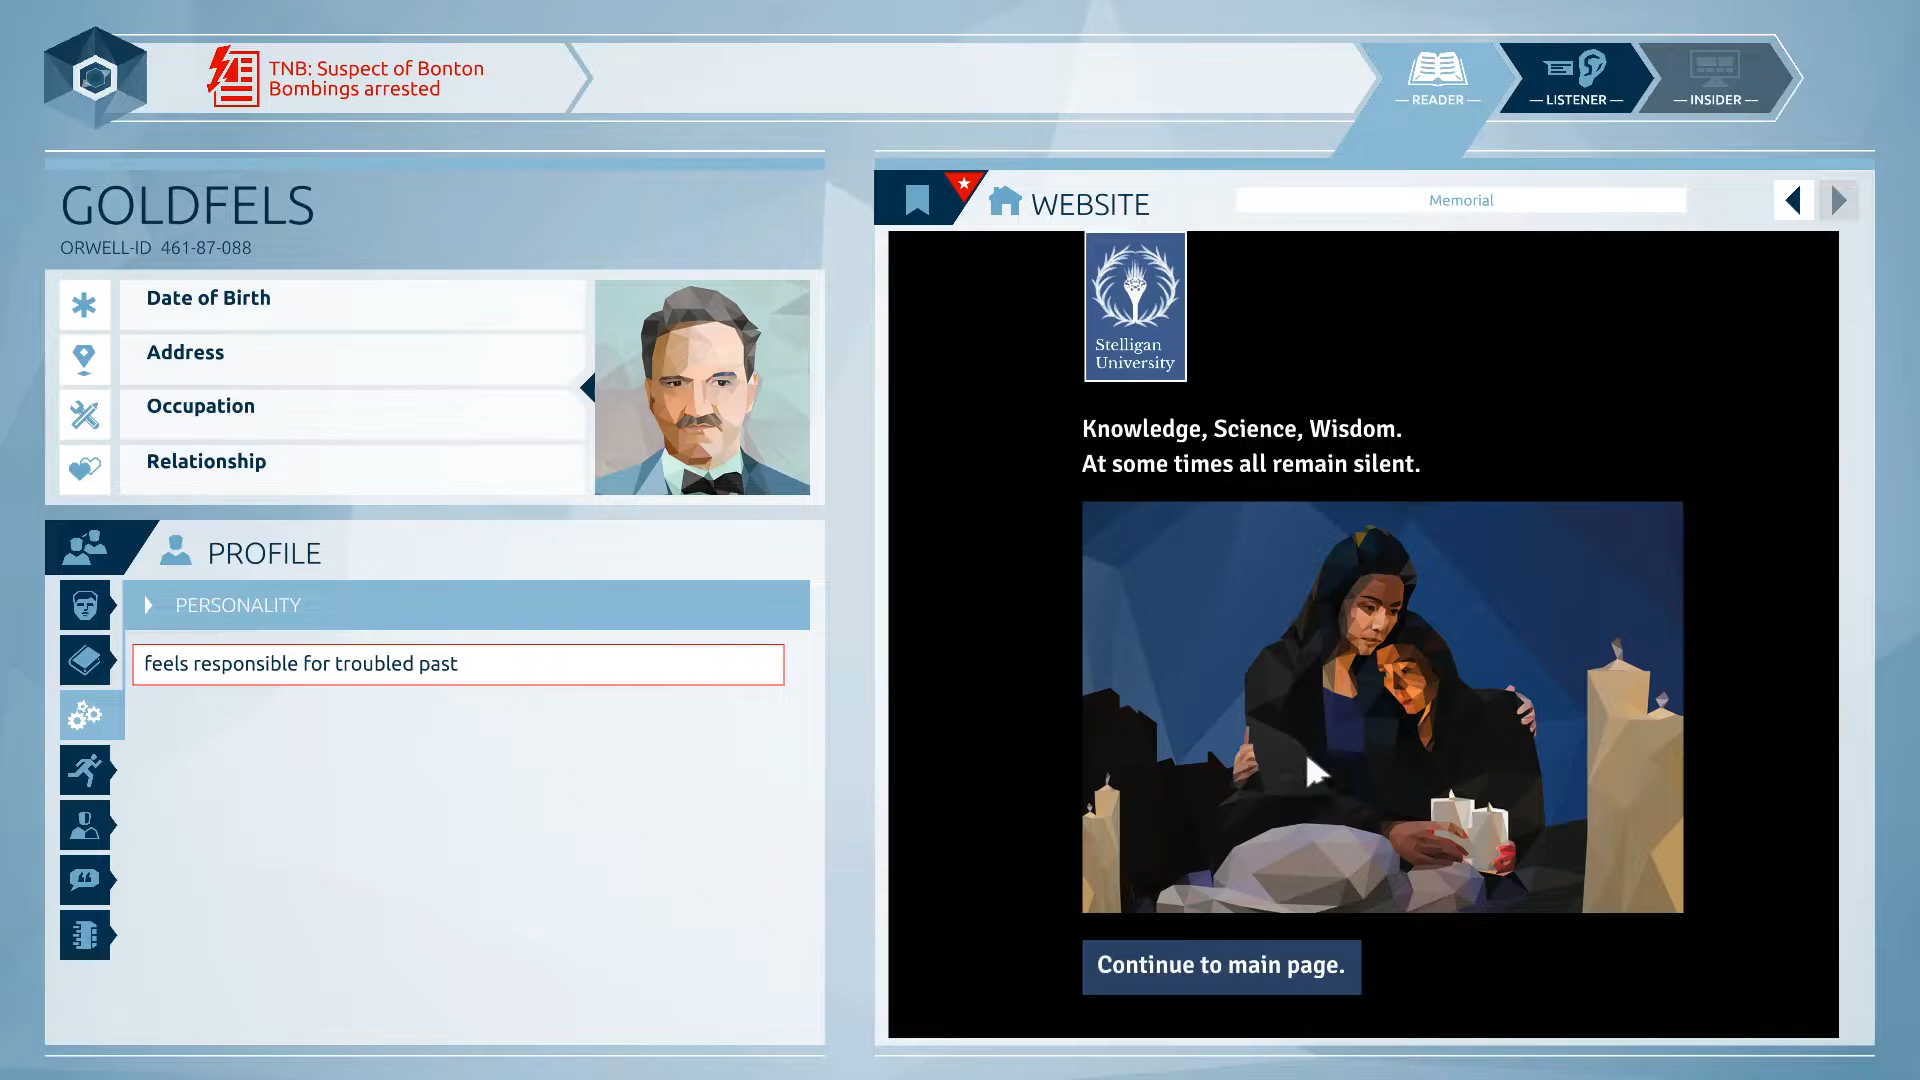 TNB: Suspect of Bonton
Bombings arrested
READER
LISTENER
INSIDER
GOLDFELS
ORWELL-ID 461-87-088
Date of Birth
Address
Occupation
Relationship
PROFILE
PERSONALITY
feels responsible for troubled past
WEBSITE
Memorial
Stelligan
University
Knowledge, Science, Wisdom.
At some times all remain silent.
Continue to main page.